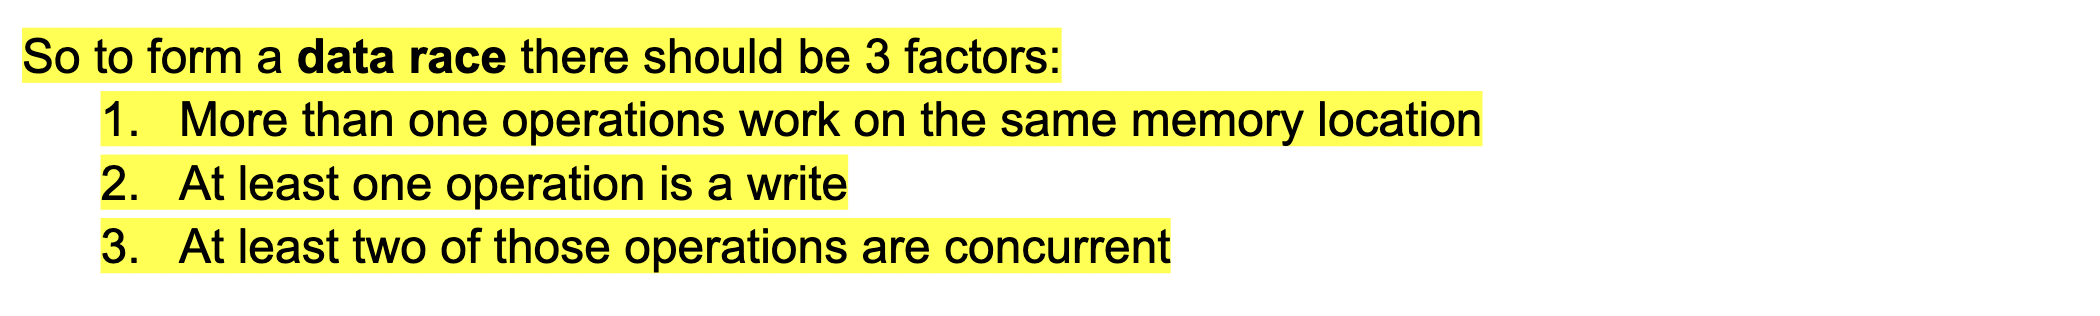 So to form a data race there should be 3 factors:
1. More than one operations work on the same memory location
2. At least one operation is a write
3. At least two of those operations are concurrent